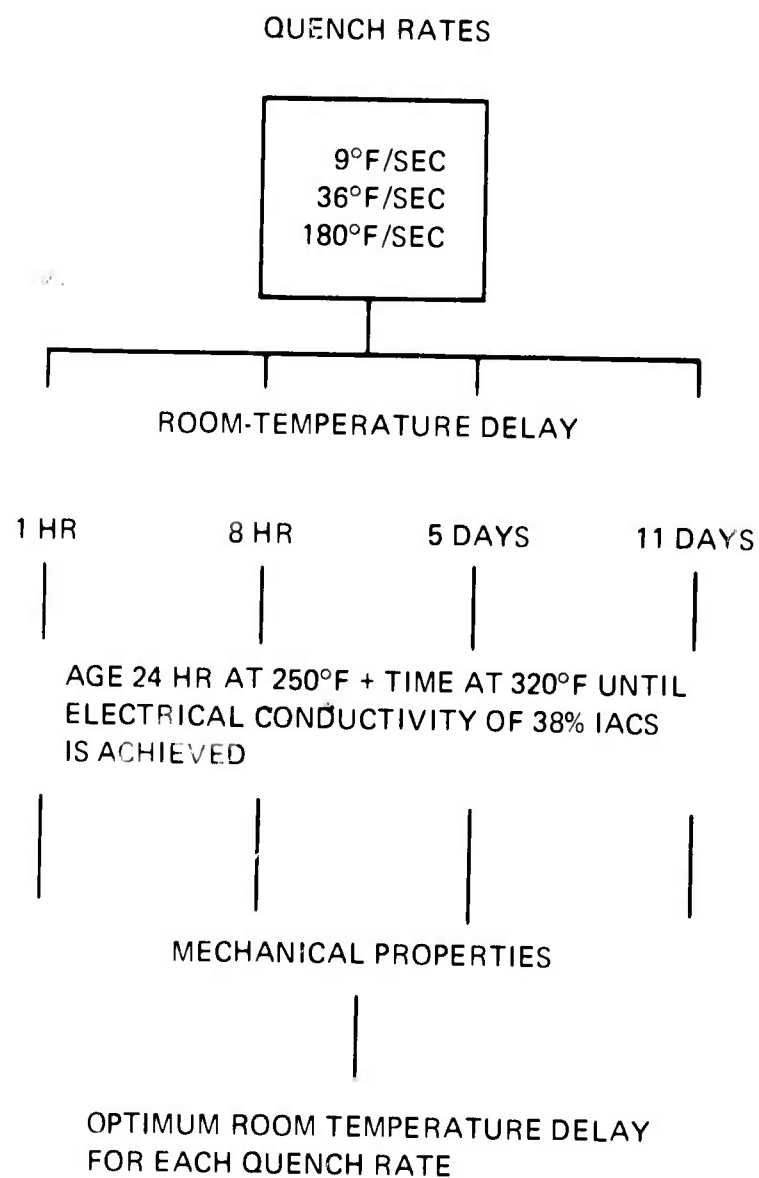 QUENCH RATES
9°F/SEC
36°F/SEC
180°F/SEC
ROOM-TEMPERATURE DELAY
1 HR 8 HR 5 DAYS 11 DAYS
AGE 24 HR AT 250°F + TIME AT 320°F UNTIL
ELECTRICAL CONDUCTIVITY OF 38% IACS
IS ACHIEVED
MECHANICAL PROPERTIES
OPTIMUM ROOM TEMPERATURE DELAY
FOR EACH QUENCH RATE